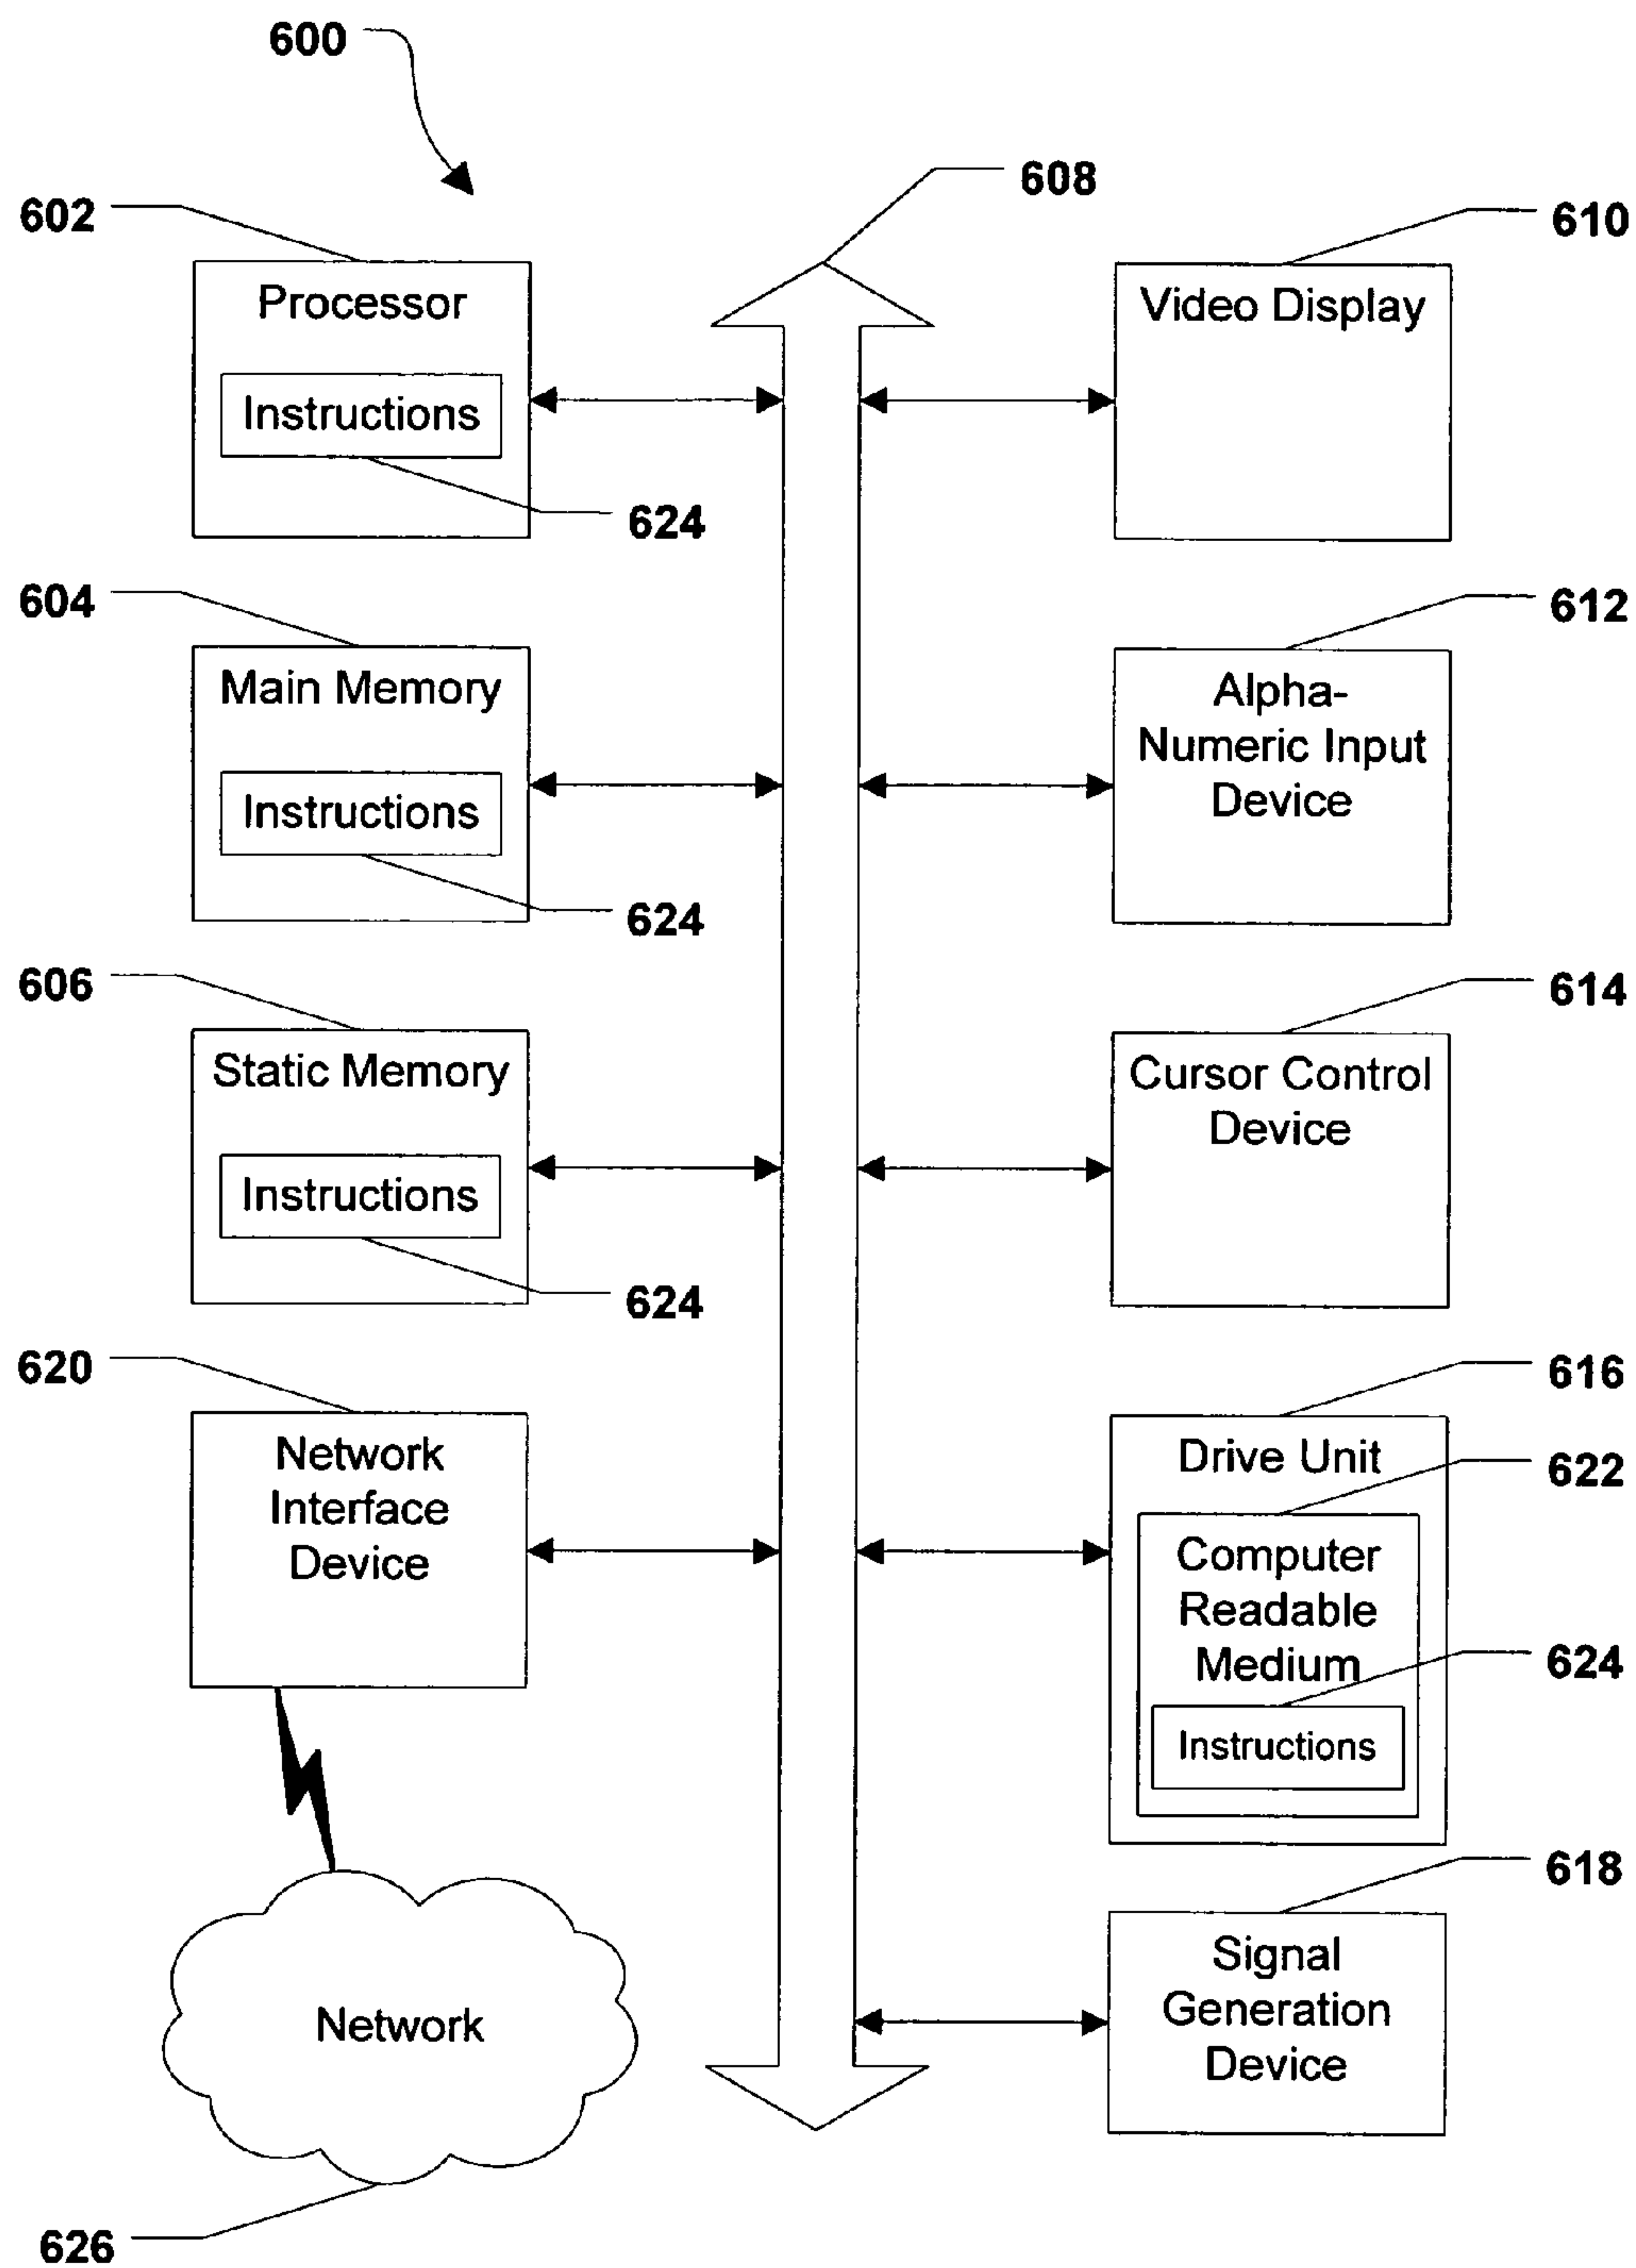 600
608
602
610
Processor
Instructions
624
Video Display
604
612
Main Memory
Instructions
624
Alpha-
Numeric Input
Device
606
614
Static Memory
Instructions
624
Cursor Control
Device
620
616
Network
Interface
Device
Drive Unit
622
Computer
Readable
Medium
624
Instructions
618
Network
Signal
Generation
Device
626